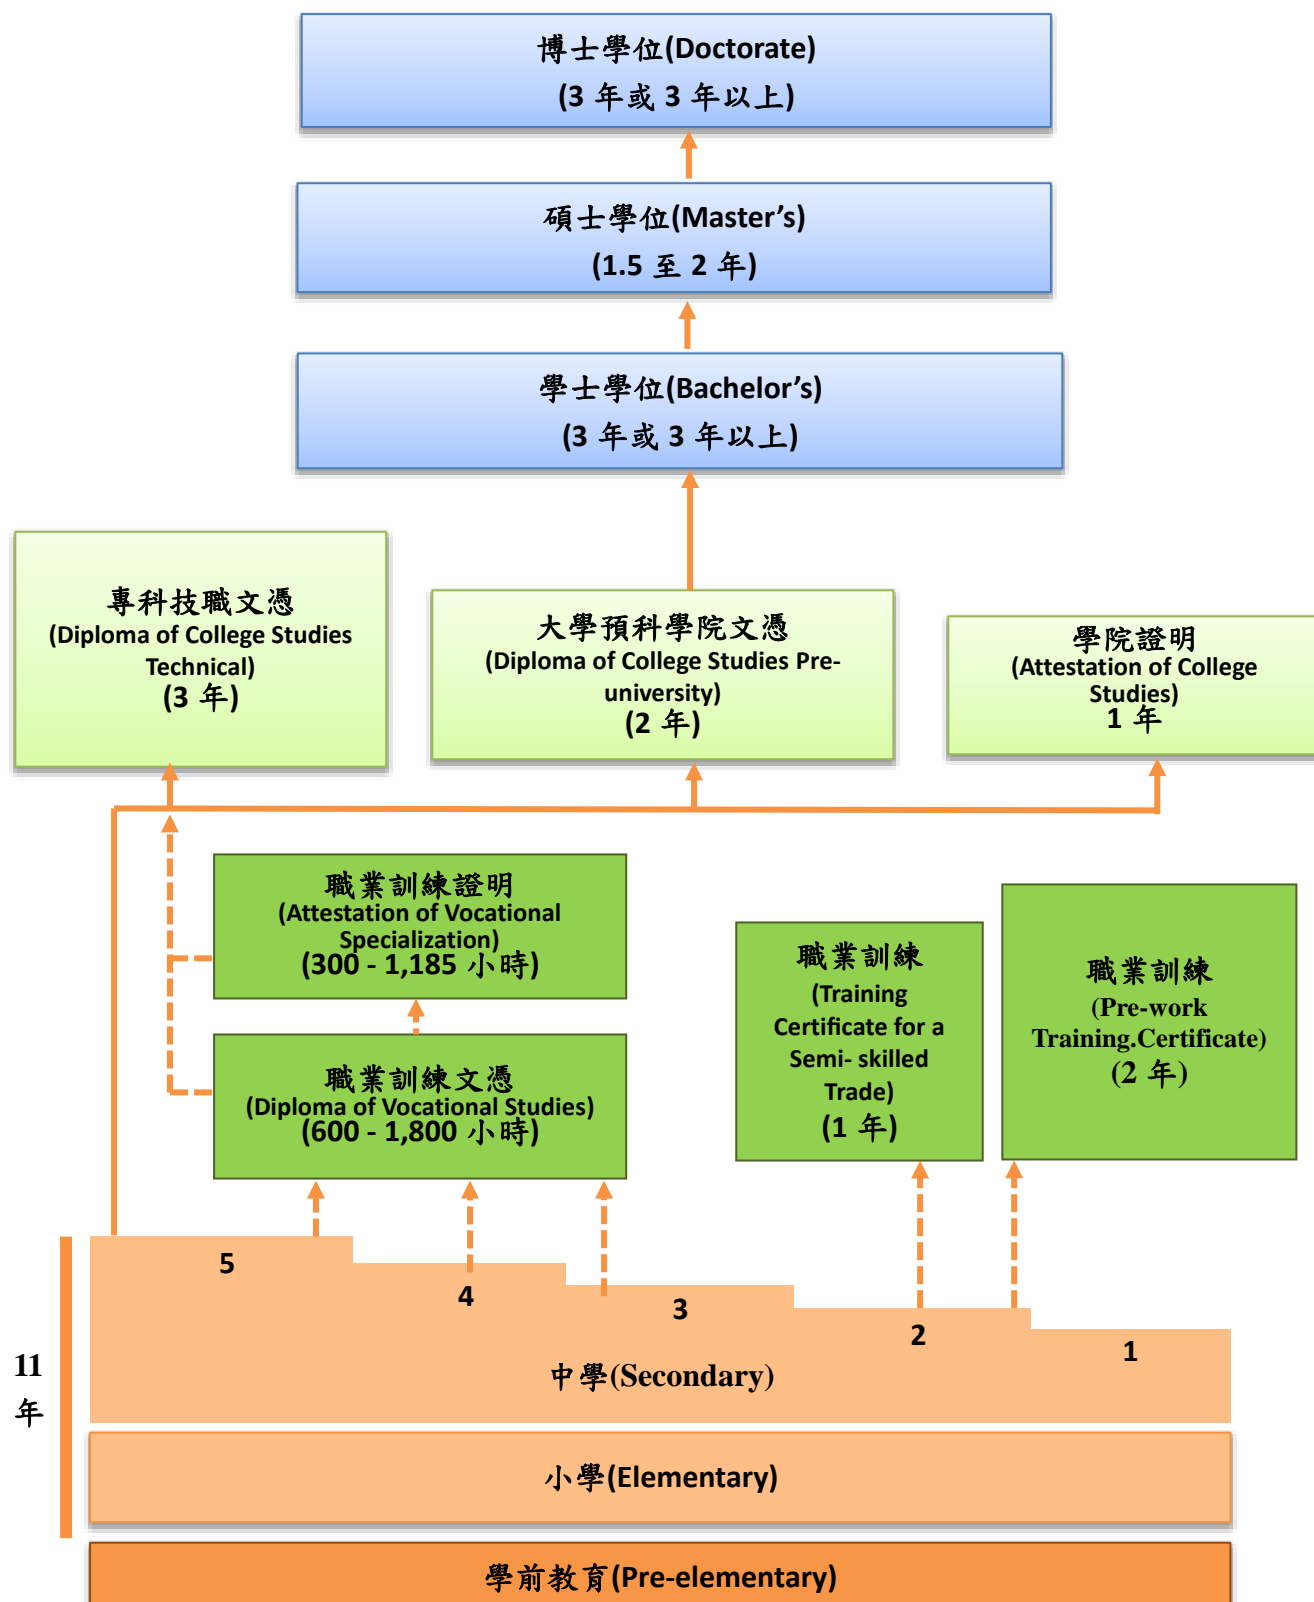 博士學位(Doctorate)
(3 年或 3 年以上)
碩士學位(Master’s)
(1.5 至 2 年)
學士學位(Bachelor’s)
(3 年或 3 年以上)
專科技職文憑
(Diploma of College Studies
Technical)
(3 年)
大學預科學院文憑
(Diploma of College Studies Pre-
university)
(2 年)
學院證明
(Attestation of College
Studies)
1 年
職業訓練證明
(Attestation of Vocational
Specialization)
(300 - 1,185 小時)
職業訓練文憑
(Diploma of Vocational Studies)
(600 - 1,800 小時)
職業訓練
(Training
Certificate for a
Semi- skilled
Trade)
(1 年)
職業訓練
(Pre-work
Training.Certificate)
(2 年)
5
4
3
2
1
中學(Secondary)
11
年
小學(Elementary)
學前教育(Pre-elementary)